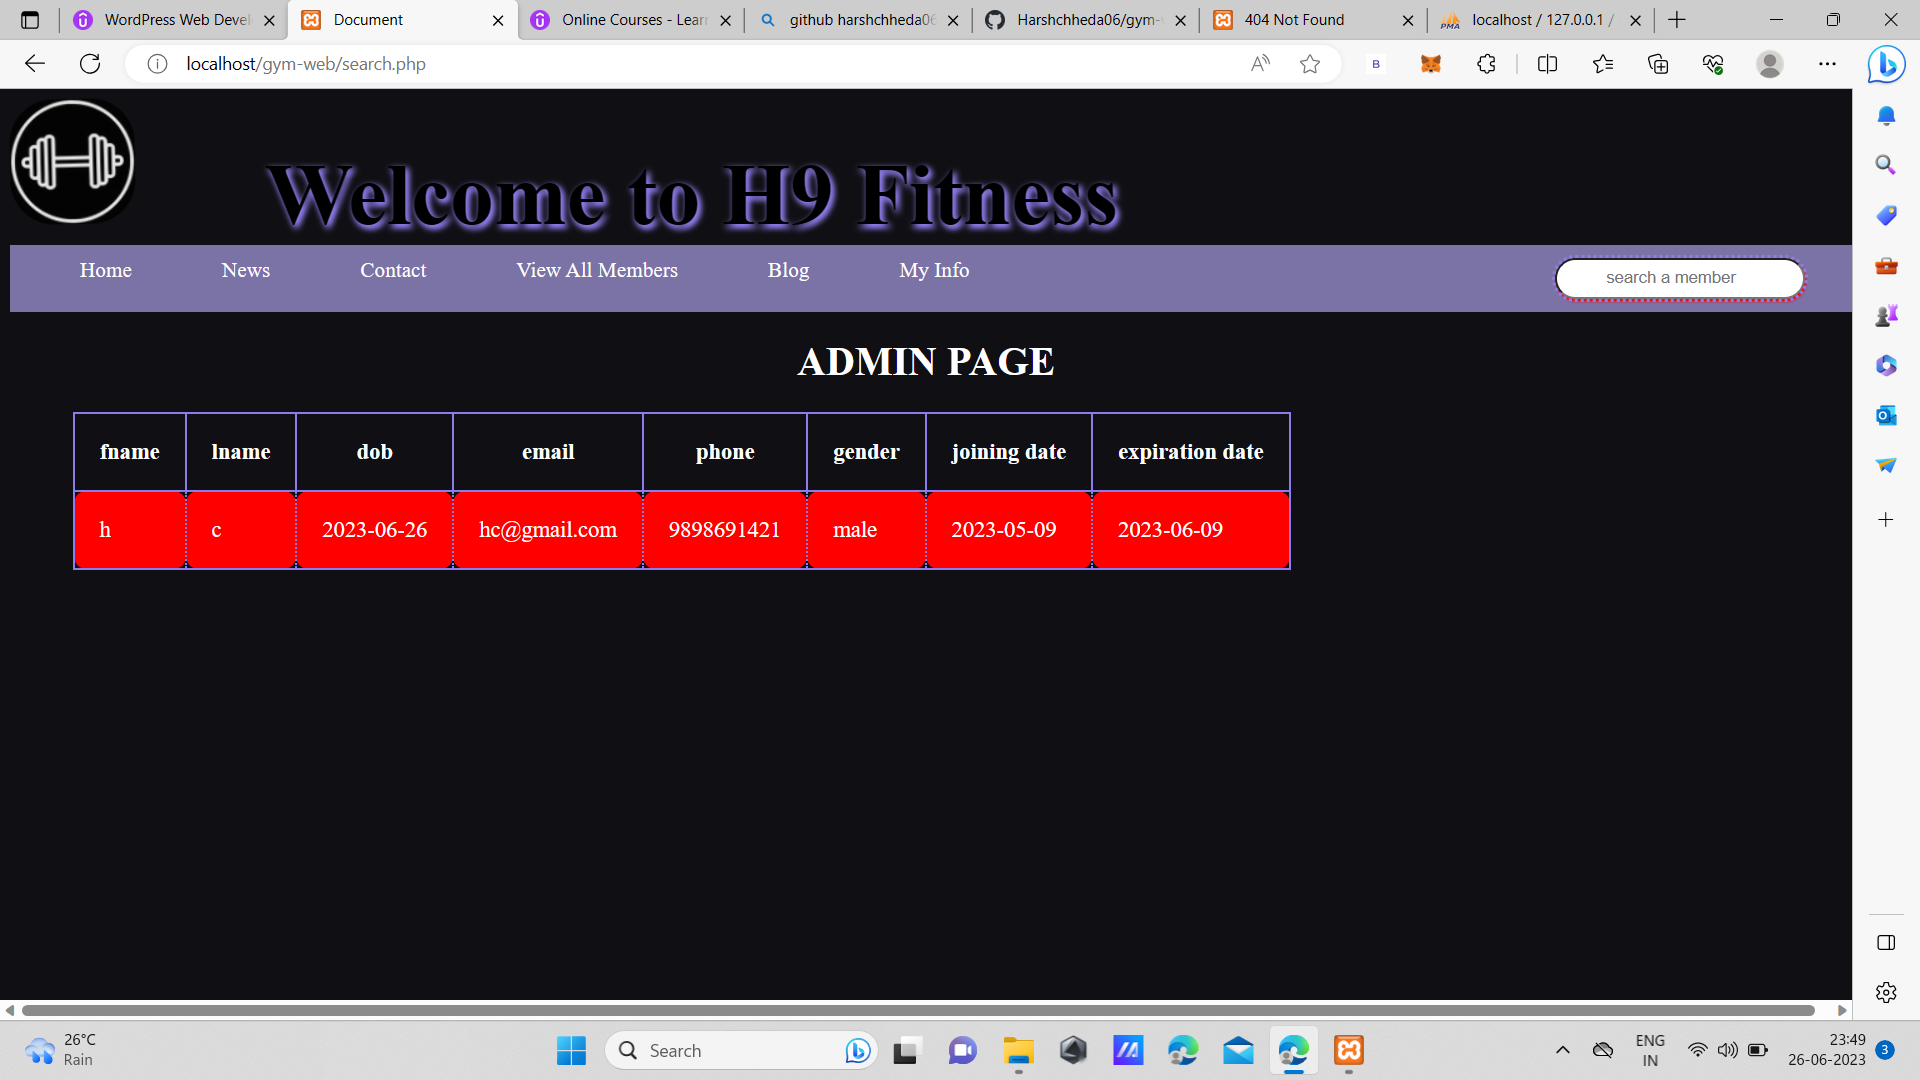 WordPress Web Devel
Document
Online Courses - Lear
github harshchheda06
Harshchheda06/gym-
404 Not Found
localhost / 127.0.0.1 /
localhost/gym-web/search.php
Welcome to H9 Fitness
Home News Contact View All Members Blog My Info search a member
ADMIN PAGE
fname lname dob email phone gender joining date expiration date
h c 2023-06-26 hc@gmail.com 9898691421 male 2023-05-09 2023-06-09
26°C
Rain
Search
ENG
IN
23:49
26-06-2023
3